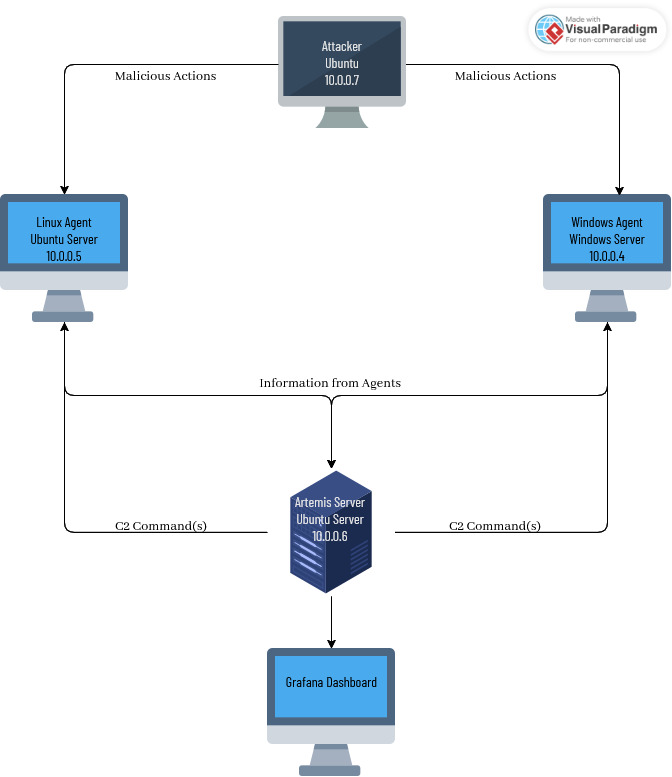 Made with
VisualParadigm
For non-commercial use
Attacker
Ubuntu
10.0.0.7
Malicious Actions
Malicious Actions
Linux Agent
Ubuntu Server
10.0.0.5
Windows Agent
Windows Server
10.0.0.4
Information from Agents
Artemis Server
Ubuntu Server
10.0.0.6
C2 Command(s)
C2 Command(s)
Grafana Dashboard